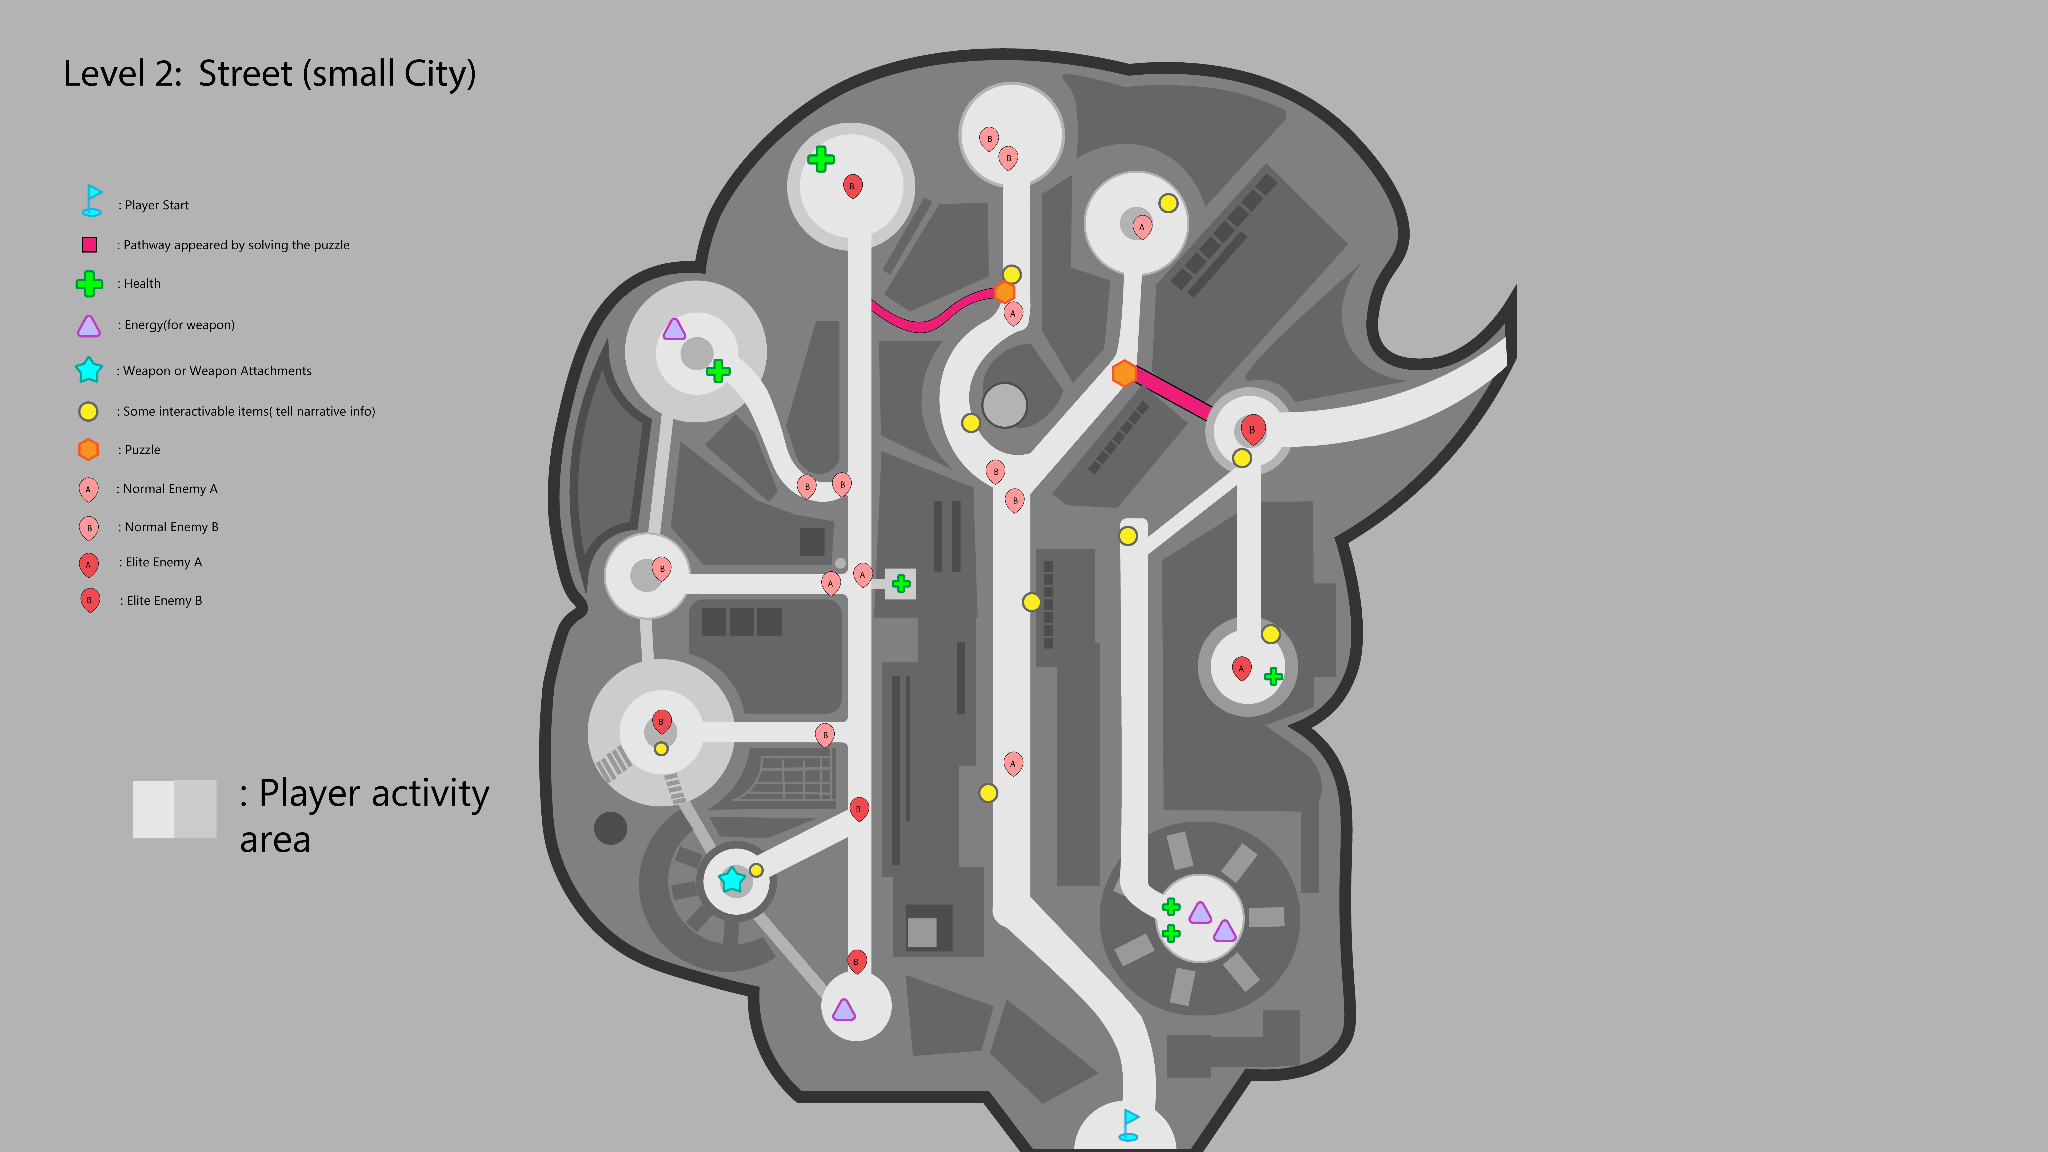 Level 2:  Street (small City)
: Player Start
: Pathway appeared by solving the puzzle
: Health
: Energy(for weapon)
: Weapon or Weapon Attachments
: Some interactivable items( tell narrative info)
: Puzzle
A : Normal Enemy A
B : Normal Enemy B
A : Elite Enemy A
B : Elite Enemy B
: Player activity
area
B
B
B
A
A
B
B
B
B
B
B
A
A
B
A
B
B
A
B
B